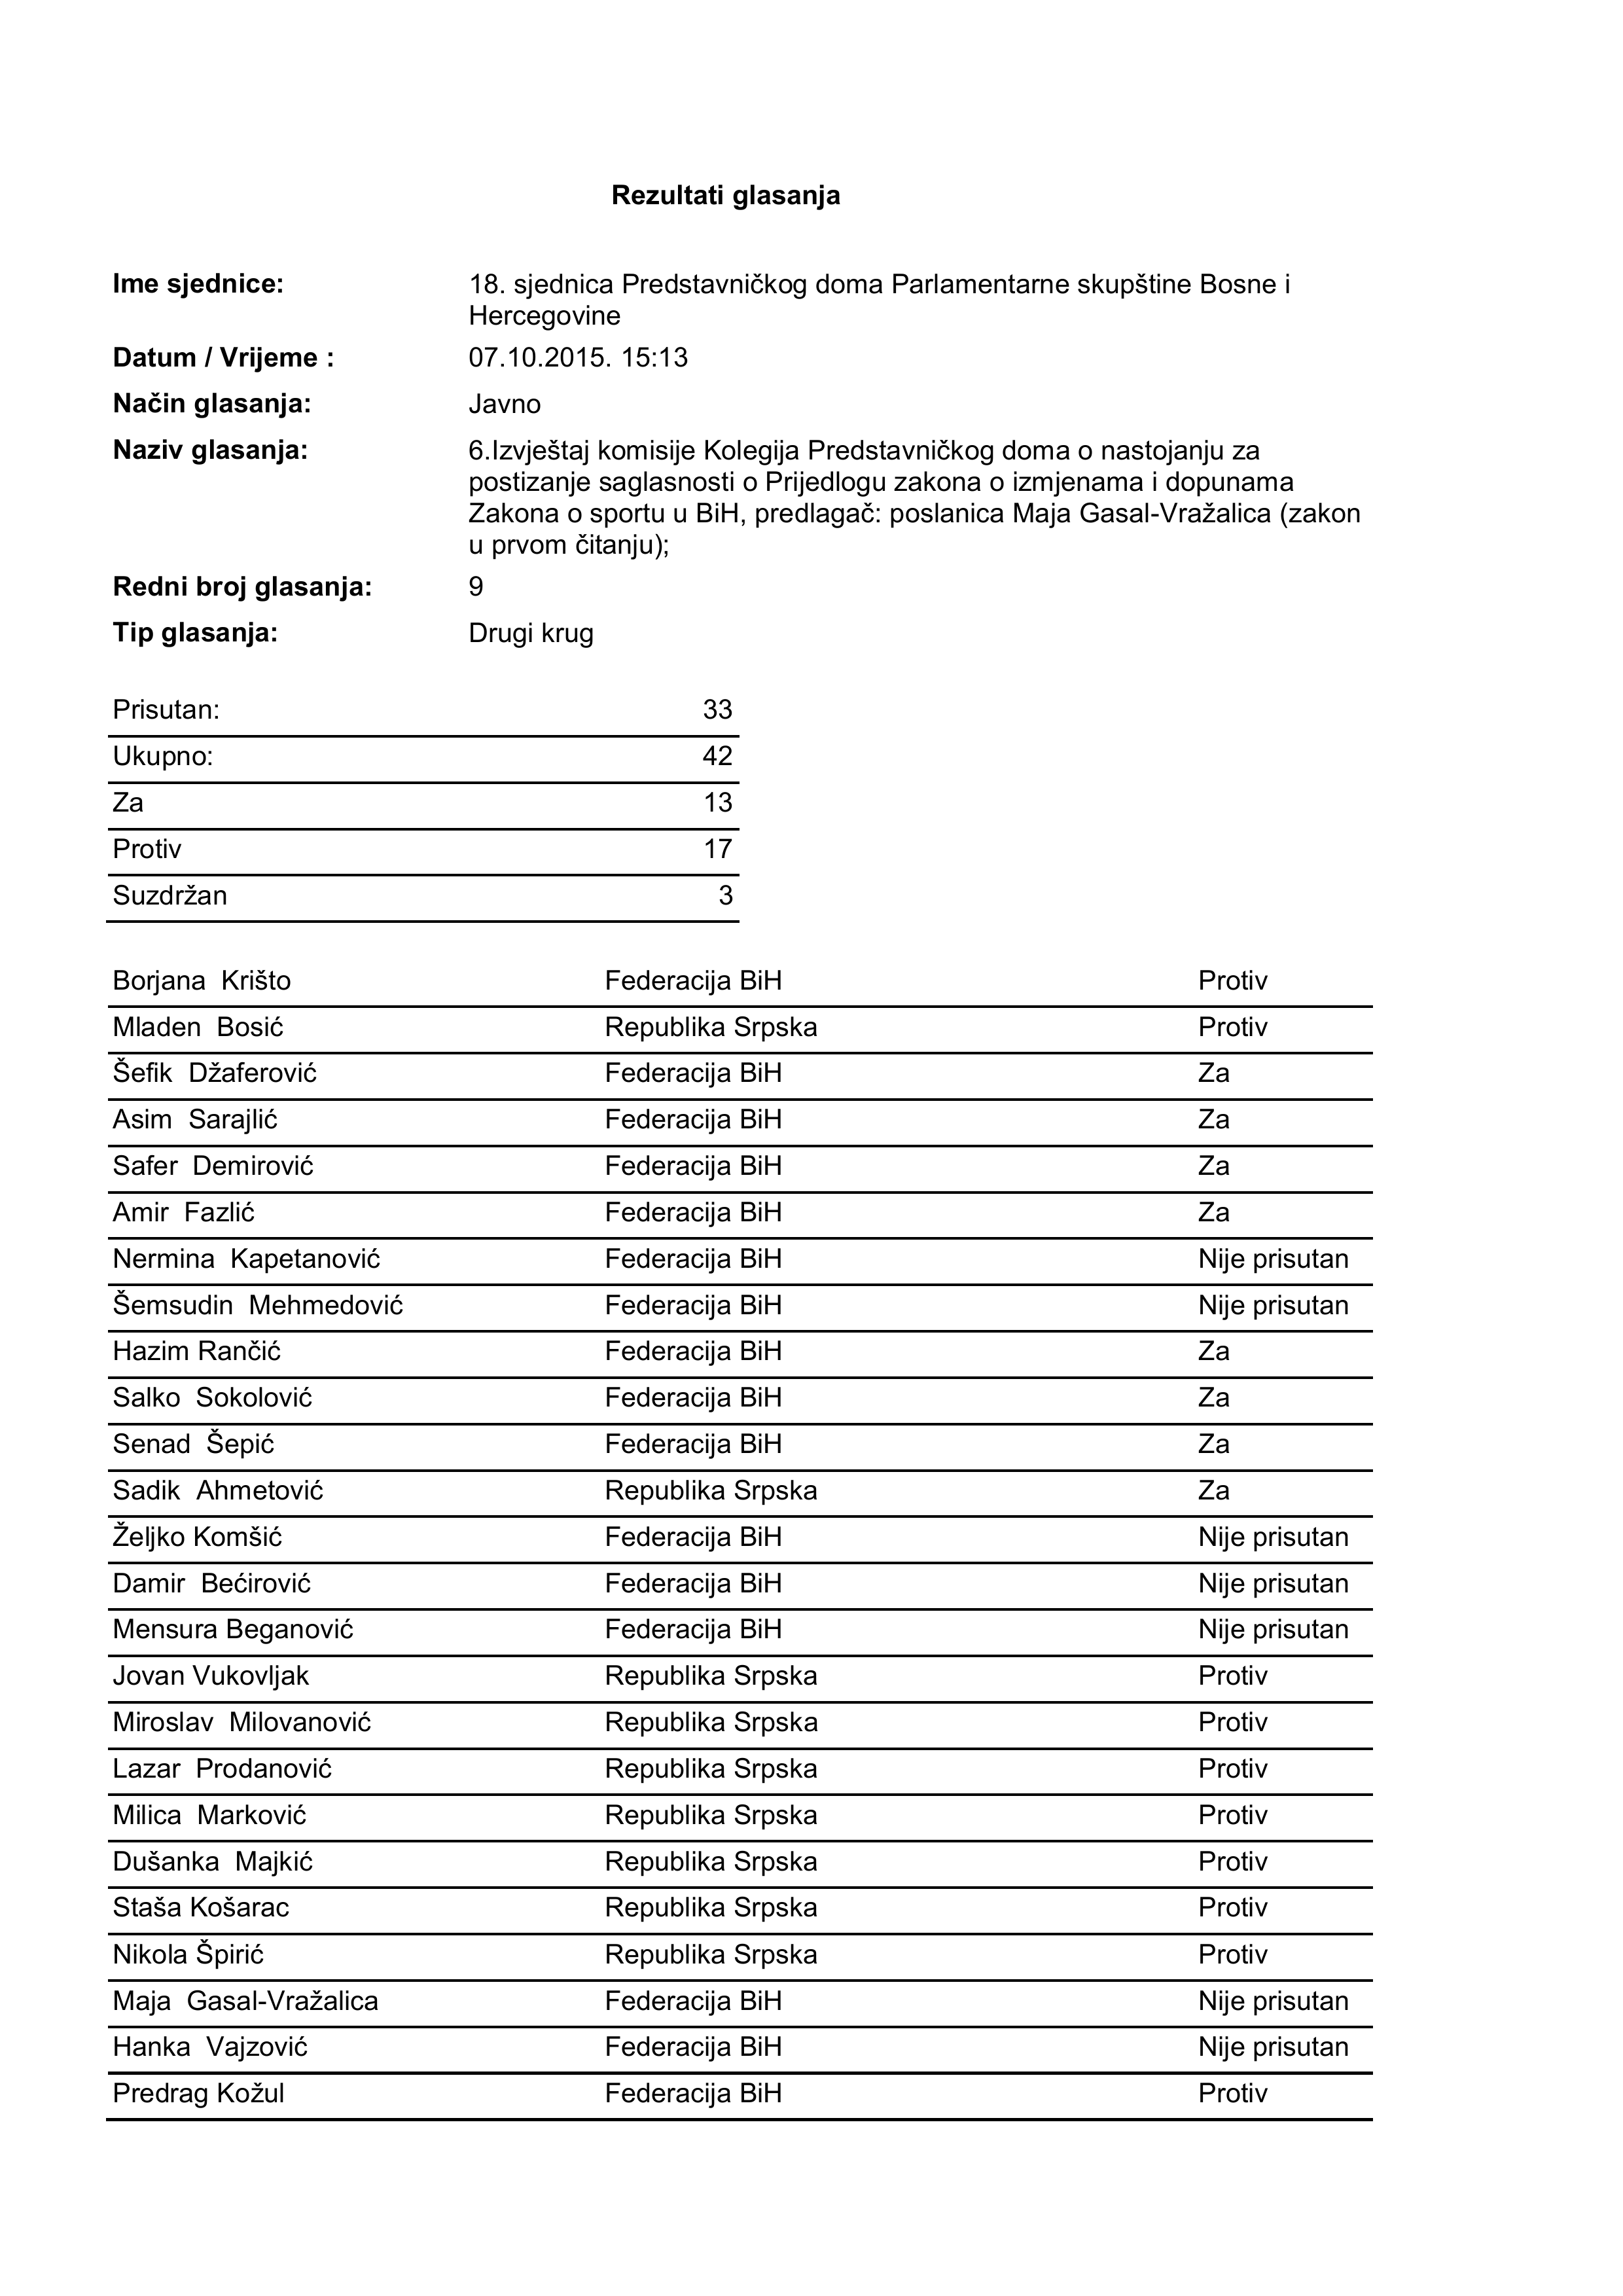 Rezultati glasanja
Ime sjednice: 18. sjednica Predstavničkog doma Parlamentarne skupštine Bosne i
Hercegovine
Datum / Vrijeme : 07.10.2015. 15:13
Način glasanja: Javno
Naziv glasanja: 6.Izvještaj komisije Kolegija Predstavničkog doma o nastojanju za
postizanje saglasnosti o Prijedlogu zakona o izmjenama i dopunama
Zakona o sportu u BiH, predlagač: poslanica Maja Gasal-Vražalica (zakon
u prvom čitanju);
Redni broj glasanja: 9
Tip glasanja: Drugi krug
Prisutan: 33
Ukupno: 42
Za 13
Protiv 17
Suzdržan 3
Borjana Krišto Federacija BiH Protiv
Mladen Bosić Republika Srpska Protiv
Šefik Džaferović Federacija BiH Za
Asim Sarajlić Federacija BiH Za
Safer Demirović Federacija BiH Za
Amir Fazlić Federacija BiH Za
Nermina Kapetanović Federacija BiH Nije prisutan
Šemsudin Mehmedović Federacija BiH Nije prisutan
Hazim Rančić Federacija BiH Za
Salko Sokolović Federacija BiH Za
Senad Šepić Federacija BiH Za
Sadik Ahmetović Republika Srpska Za
Željko Komšić Federacija BiH Nije prisutan
Damir Bećirović Federacija BiH Nije prisutan
Mensura Beganović Federacija BiH Nije prisutan
Jovan Vukovljak Republika Srpska Protiv
Miroslav Milovanović Republika Srpska Protiv
Lazar Prodanović Republika Srpska Protiv
Milica Marković Republika Srpska Protiv
Dušanka Majkić Republika Srpska Protiv
Staša Košarac Republika Srpska Protiv
Nikola Špirić Republika Srpska Protiv
Maja Gasal-Vražalica Federacija BiH Nije prisutan
Hanka Vajzović Federacija BiH Nije prisutan
Predrag Kožul Federacija BiH Protiv